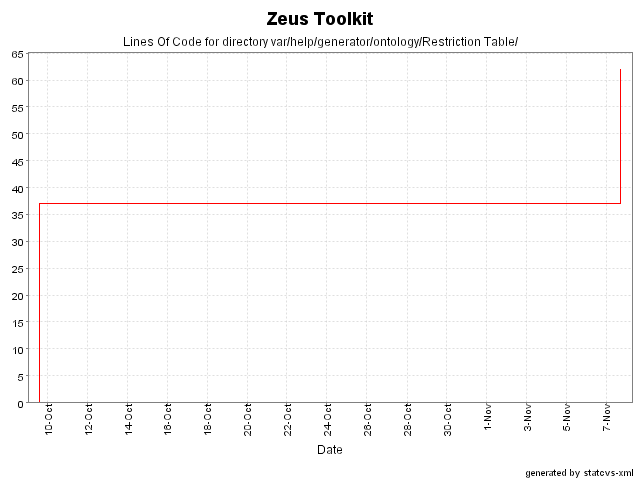 Zeus Toolkit
Lines Of Code for directory var/help/generator/ontology/Restriction Table/
65
60
55
50
45
40
35
30
25
20
15
10
5
0
10-Oct
12-Oct
14-Oct
16-Oct
18-Oct
20-Oct
22-Oct
24-Oct
26-Oct
28-Oct
30-Oct
1-Nov
3-Nov
5-Nov
7-Nov
Date
generated by statcvs-xml